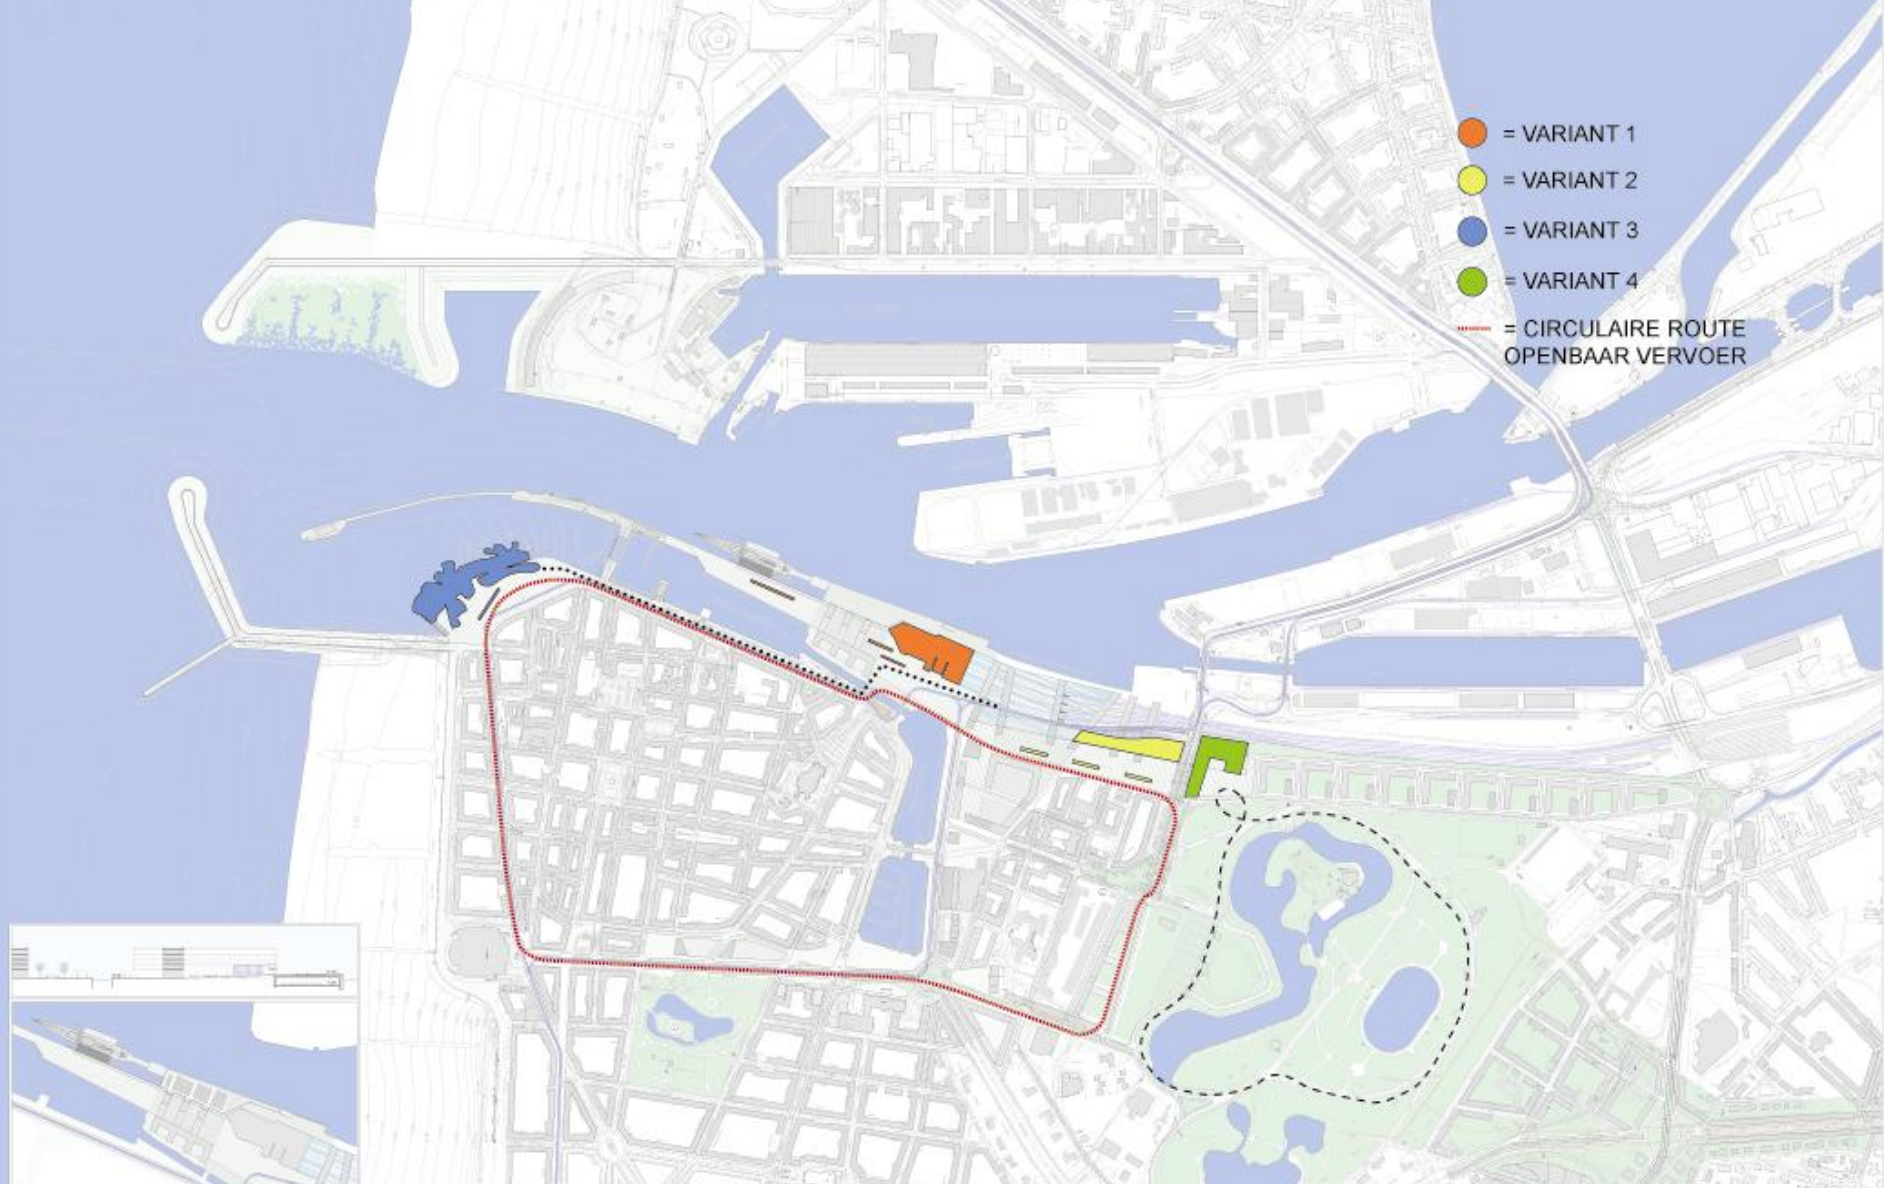 = VARIANT 1
= VARIANT 2
= VARIANT 3
= VARIANT 4
= CIRCULAIRE ROUTE
OPENBAAR VERVOER